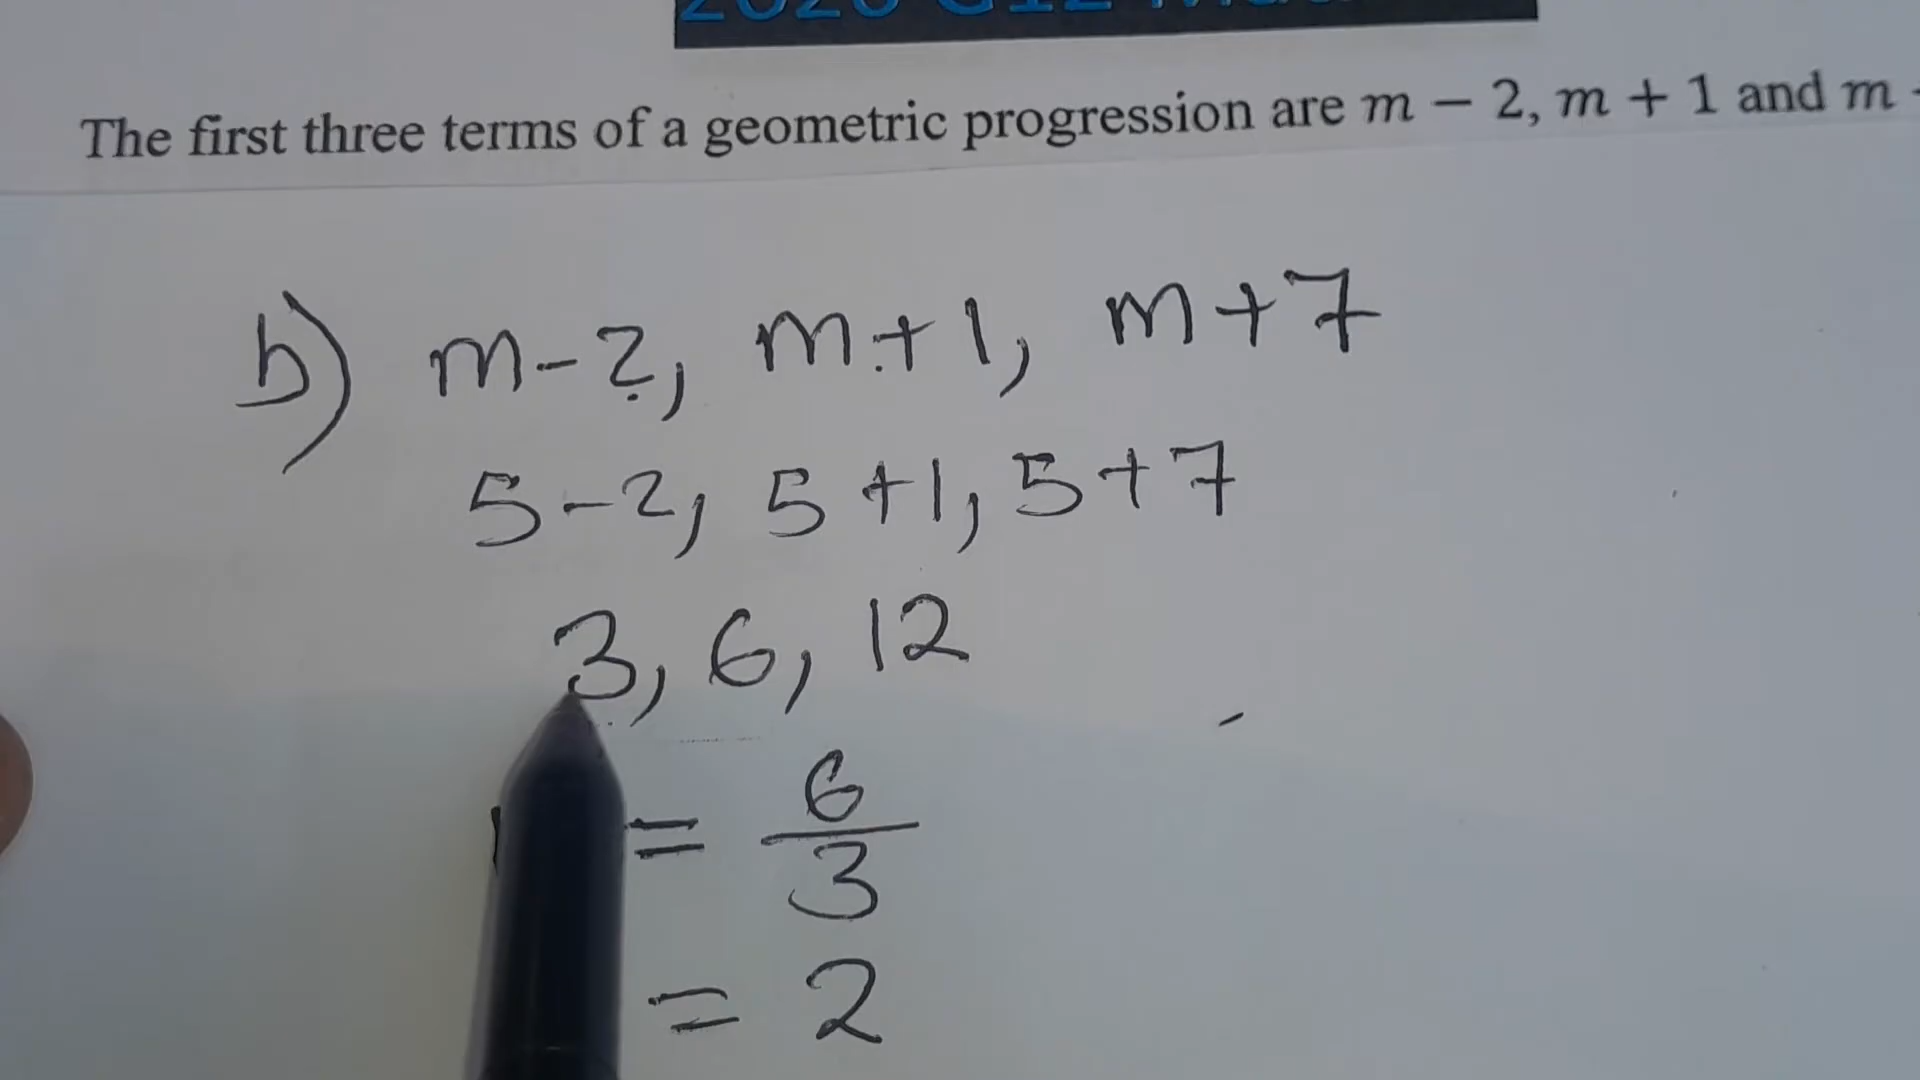 The first three terms of a geometric progression are m − 2, m + 1 and m
b) m-2, m+1, m+7
5-2, 5+1, 5+7
3, 6, 12
= 6/3
= 2